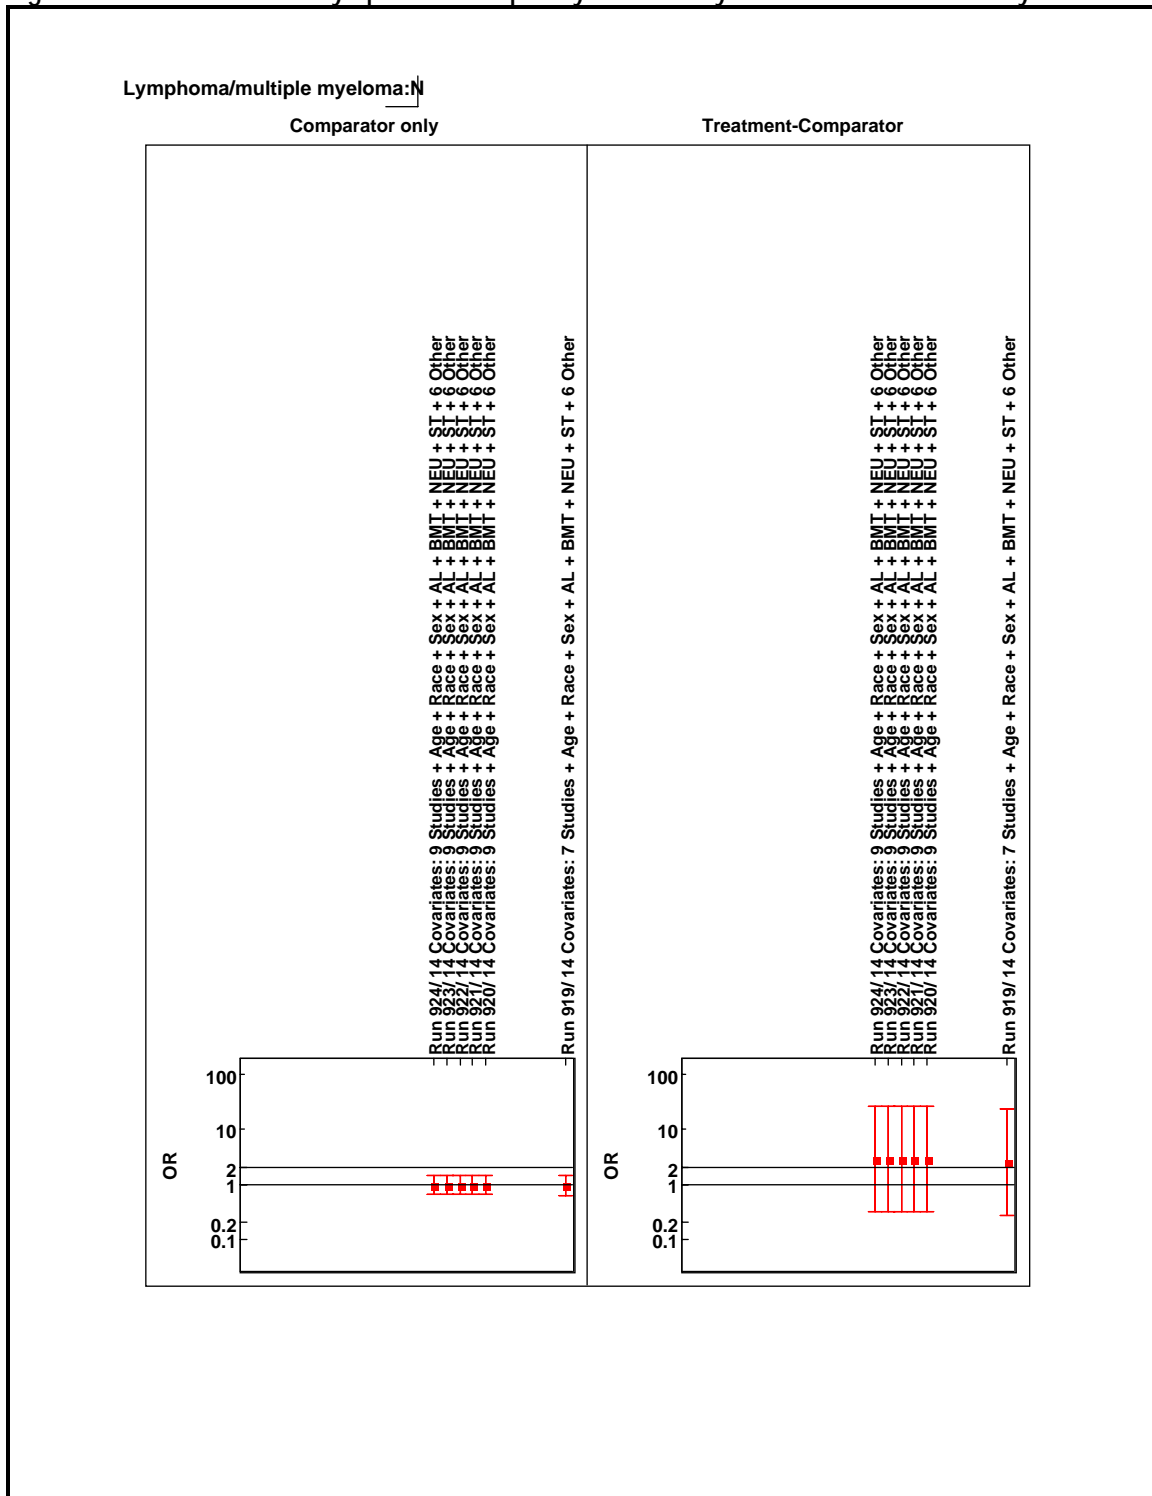 Lymphoma/multiple myeloma:N
Comparator only
Treatment-Comparator
Run 924/ 14 Covariates: 9 Studies + Age + Race + Sex + AL + BMT + NEU + ST + 6 Other
Run 923/ 14 Covariates: 9 Studies + Age + Race + Sex + AL + BMT + NEU + ST + 6 Other
Run 922/ 14 Covariates: 9 Studies + Age + Race + Sex + AL + BMT + NEU + ST + 6 Other
Run 921/ 14 Covariates: 9 Studies + Age + Race + Sex + AL + BMT + NEU + ST + 6 Other
Run 920/ 14 Covariates: 9 Studies + Age + Race + Sex + AL + BMT + NEU + ST + 6 Other
Run 919/ 14 Covariates: 7 Studies + Age + Race + Sex + AL + BMT + NEU + ST + 6 Other
OR
100
10
2
1
0.2
0.1
Run 924/ 14 Covariates: 9 Studies + Age + Race + Sex + AL + BMT + NEU + ST + 6 Other
Run 923/ 14 Covariates: 9 Studies + Age + Race + Sex + AL + BMT + NEU + ST + 6 Other
Run 922/ 14 Covariates: 9 Studies + Age + Race + Sex + AL + BMT + NEU + ST + 6 Other
Run 921/ 14 Covariates: 9 Studies + Age + Race + Sex + AL + BMT + NEU + ST + 6 Other
Run 920/ 14 Covariates: 9 Studies + Age + Race + Sex + AL + BMT + NEU + ST + 6 Other
Run 919/ 14 Covariates: 7 Studies + Age + Race + Sex + AL + BMT + NEU + ST + 6 Other
OR
100
10
2
1
0.2
0.1